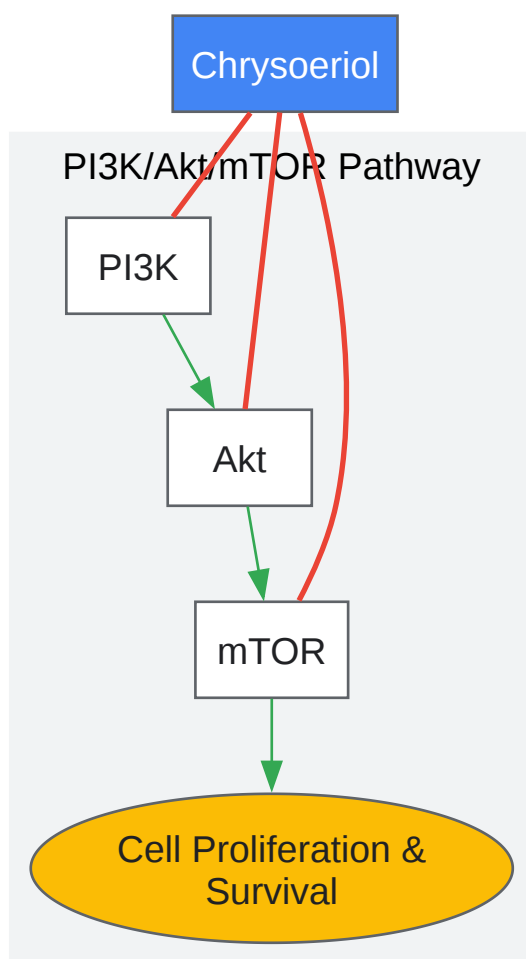 Chrysoeriol
PI3K/Akt/mTOR Pathway
PI3K
Akt
mTOR
Cell Proliferation &
Survival